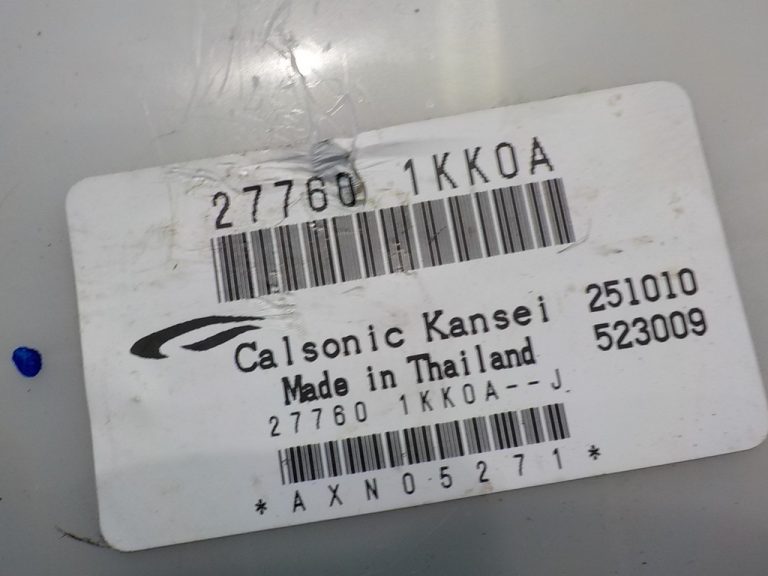 27760 1KK0A
Calsonic Kansei 251010
Made in Thailand 523009
27760 1KK0A--J
*AXN05271*